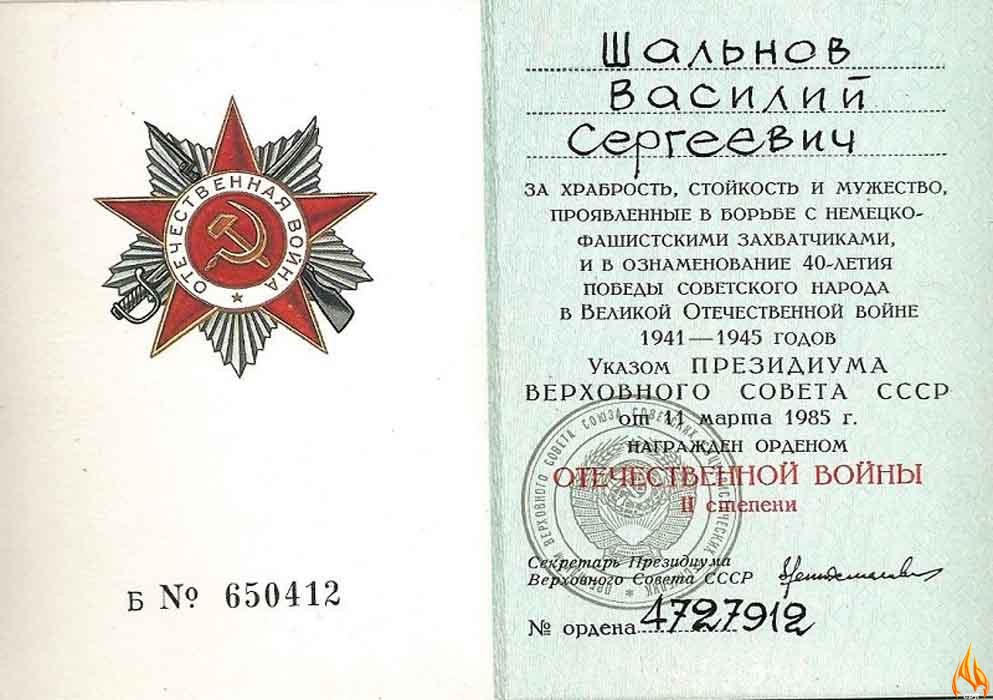 ОТЕЧЕСТВЕННАЯ ВОЙНА
Б № 650412
Шальнов
Василий
Сергеевич
ЗА ХРАБРОСТЬ, СТОЙКОСТЬ И МУЖЕСТВО,
ПРОЯВЛЕННЫЕ В БОРЬБЕ С НЕМЕЦКО-
ФАШИСТСКИМИ ЗАХВАТЧИКАМИ,
И В ОЗНАМЕНОВАНИЕ 40-ЛЕТИЯ
ПОБЕДЫ СОВЕТСКОГО НАРОДА
В ВЕЛИКОЙ ОТЕЧЕСТВЕННОЙ ВОЙНЕ
1941—1945 ГОДОВ
УКАЗОМ ПРЕЗИДИУМА
ВЕРХОВНОГО СОВЕТА СССР
от 11 марта 1985 г.
НАГРАЖДЕН ОРДЕНОМ
ОТЕЧЕСТВЕННОЙ ВОЙНЫ
II степени
Секретарь Президиума
Верховного Совета СССР
№ ордена 4727912